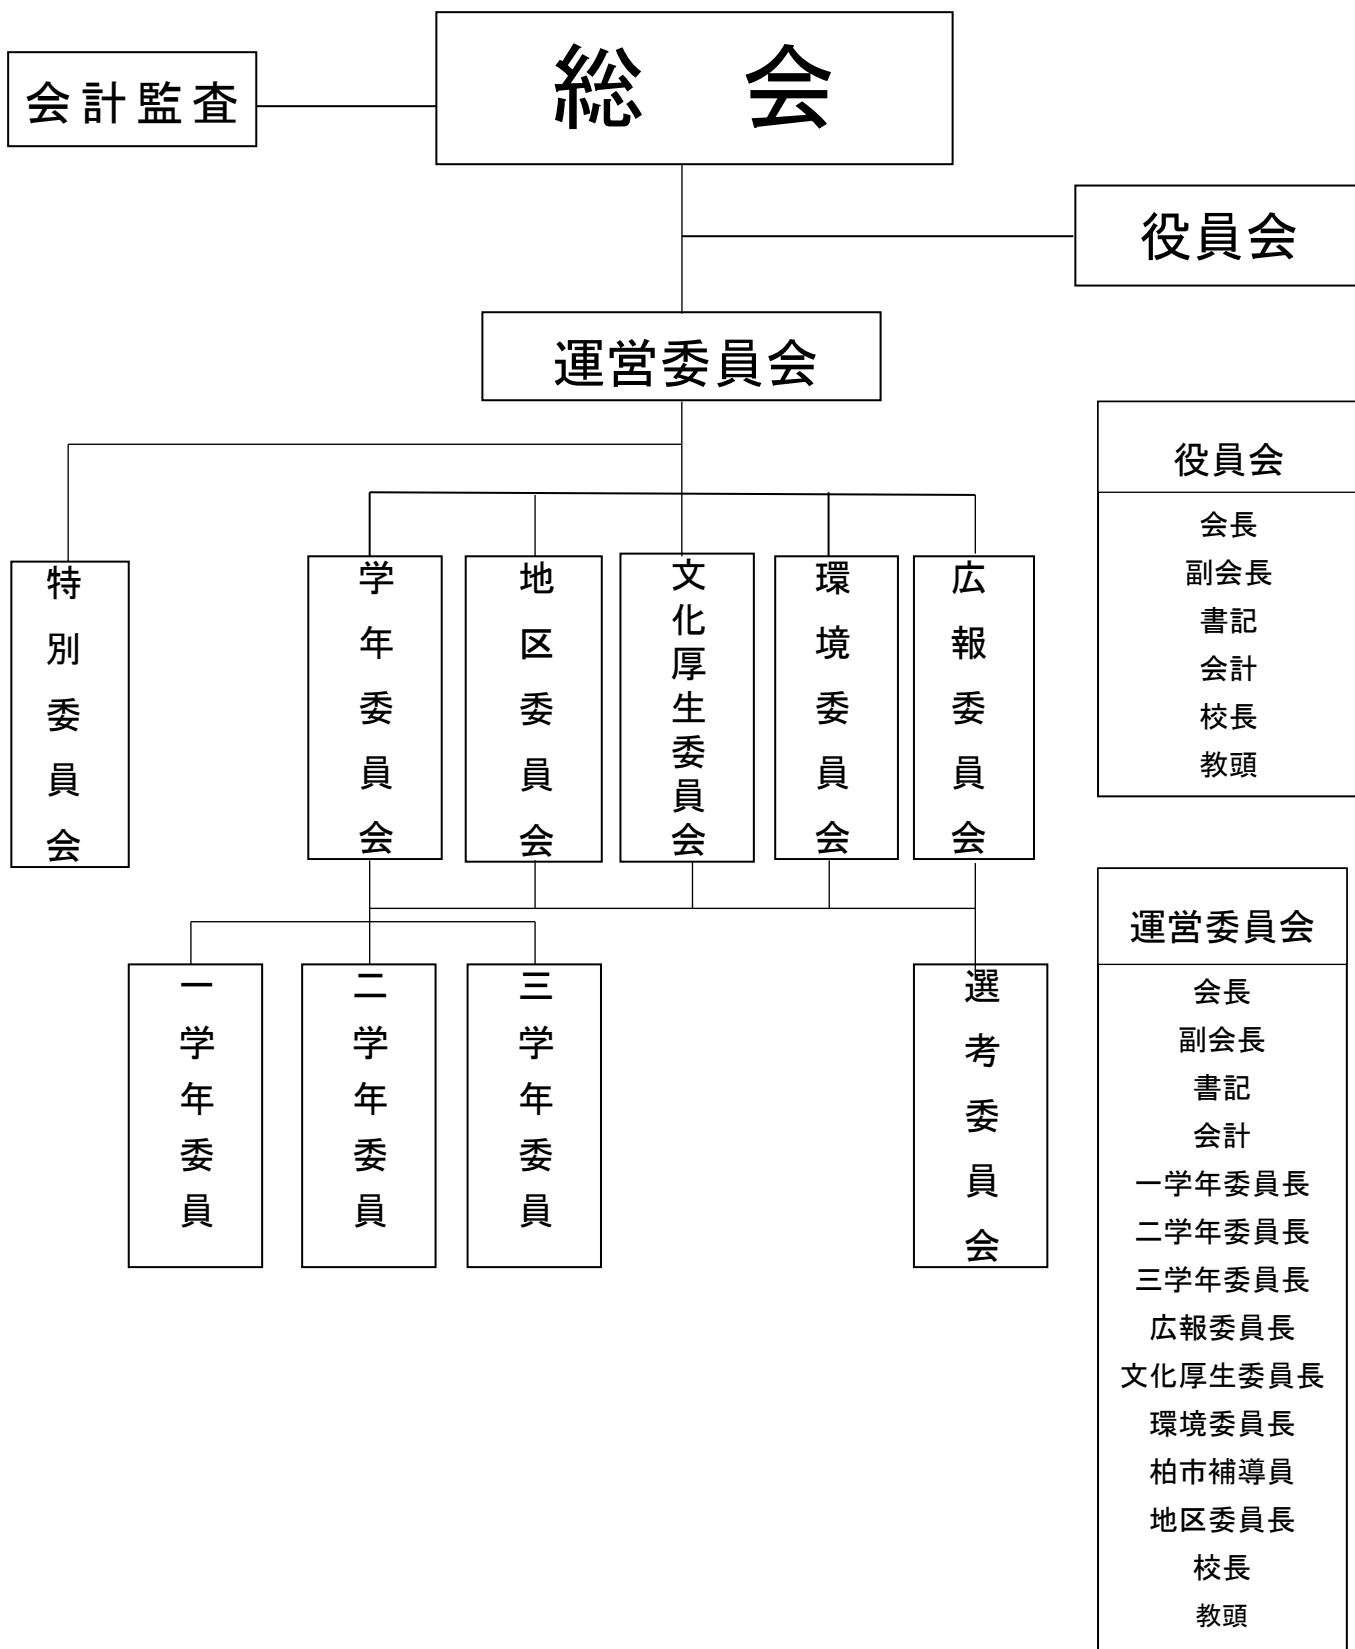 総　会
会計監査
役員会
運営委員会
特別委員会
学年委員会
地区委員会
文化厚生委員会
環境委員会
広報委員会
一学年委員
二学年委員
三学年委員
選考委員会
役員会
会長
副会長
書記
会計
校長
教頭
運営委員会
会長
副会長
書記
会計
一学年委員長
二学年委員長
三学年委員長
広報委員長
文化厚生委員長
環境委員長
柏市補導員
地区委員長
校長
教頭